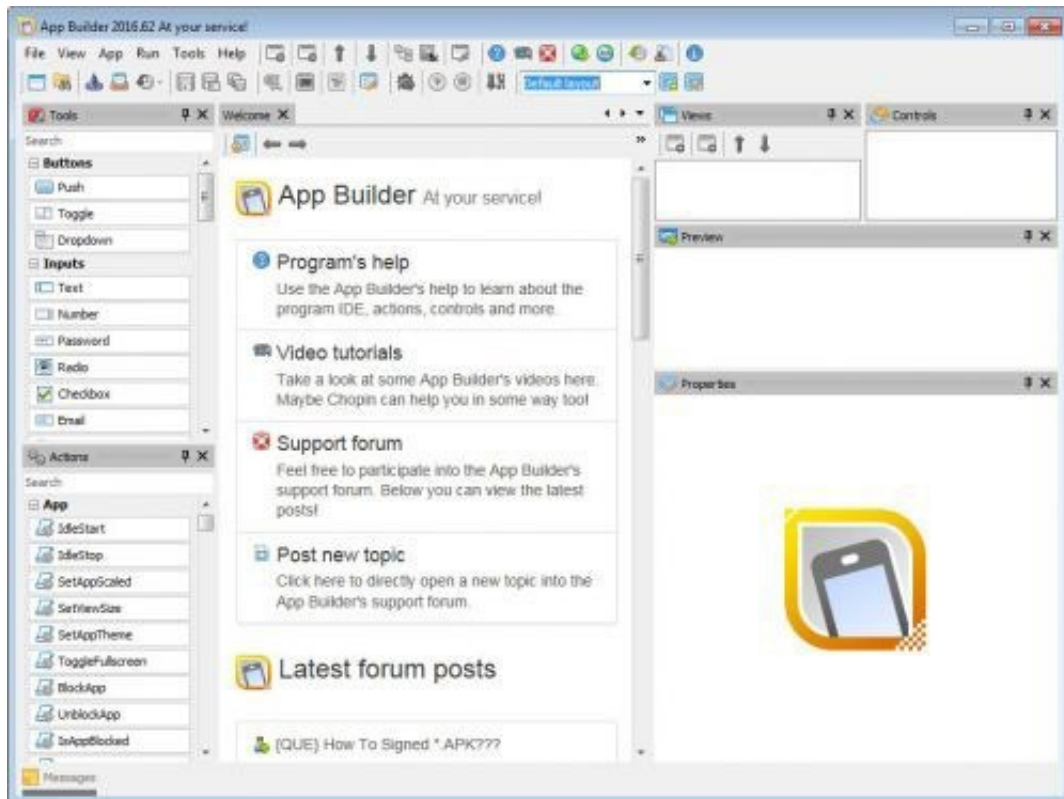 App Builder 2016.62 At your service!
File View App Run Tools Help
Default layout
Tools
Welcome
Views
Controls
Search
Buttons
Push
Toggle
Dropdown
Inputs
Text
Number
Password
Radio
Checkbox
Email
Actions
Search
App
IdleStart
IdleStop
SetAppScaled
SetViewSize
SetAppTheme
ToggleFullscreen
BlockApp
UnblockApp
IsAppBlocked
App Builder At your service!
Program's help
Use the App Builder's help to learn about the
program IDE, actions, controls and more.
Video tutorials
Take a look at some App Builder's videos here.
Maybe Chopin can help you in some way too!
Support forum
Feel free to participate into the App Builder's
support forum. Below you can view the latest
posts!
Post new topic
Click here to directly open a new topic into the
App Builder's support forum.
Latest forum posts
(QUE) How To Signed *.APK???
Preview
Properties
Messages